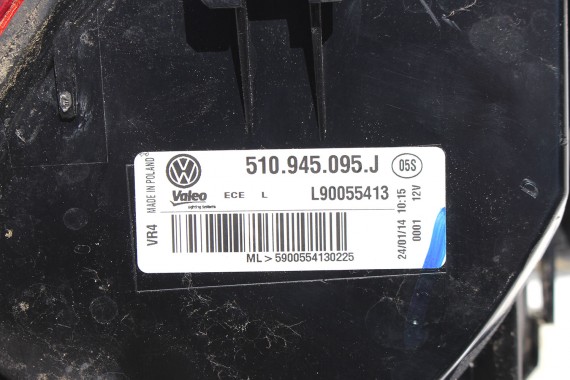 MADE IN POLAND
VR4
510.945.095.J
05S
Valeo
ECE L
L90055413
ML>5900554130225
24/01/14 10:15
0001 12V